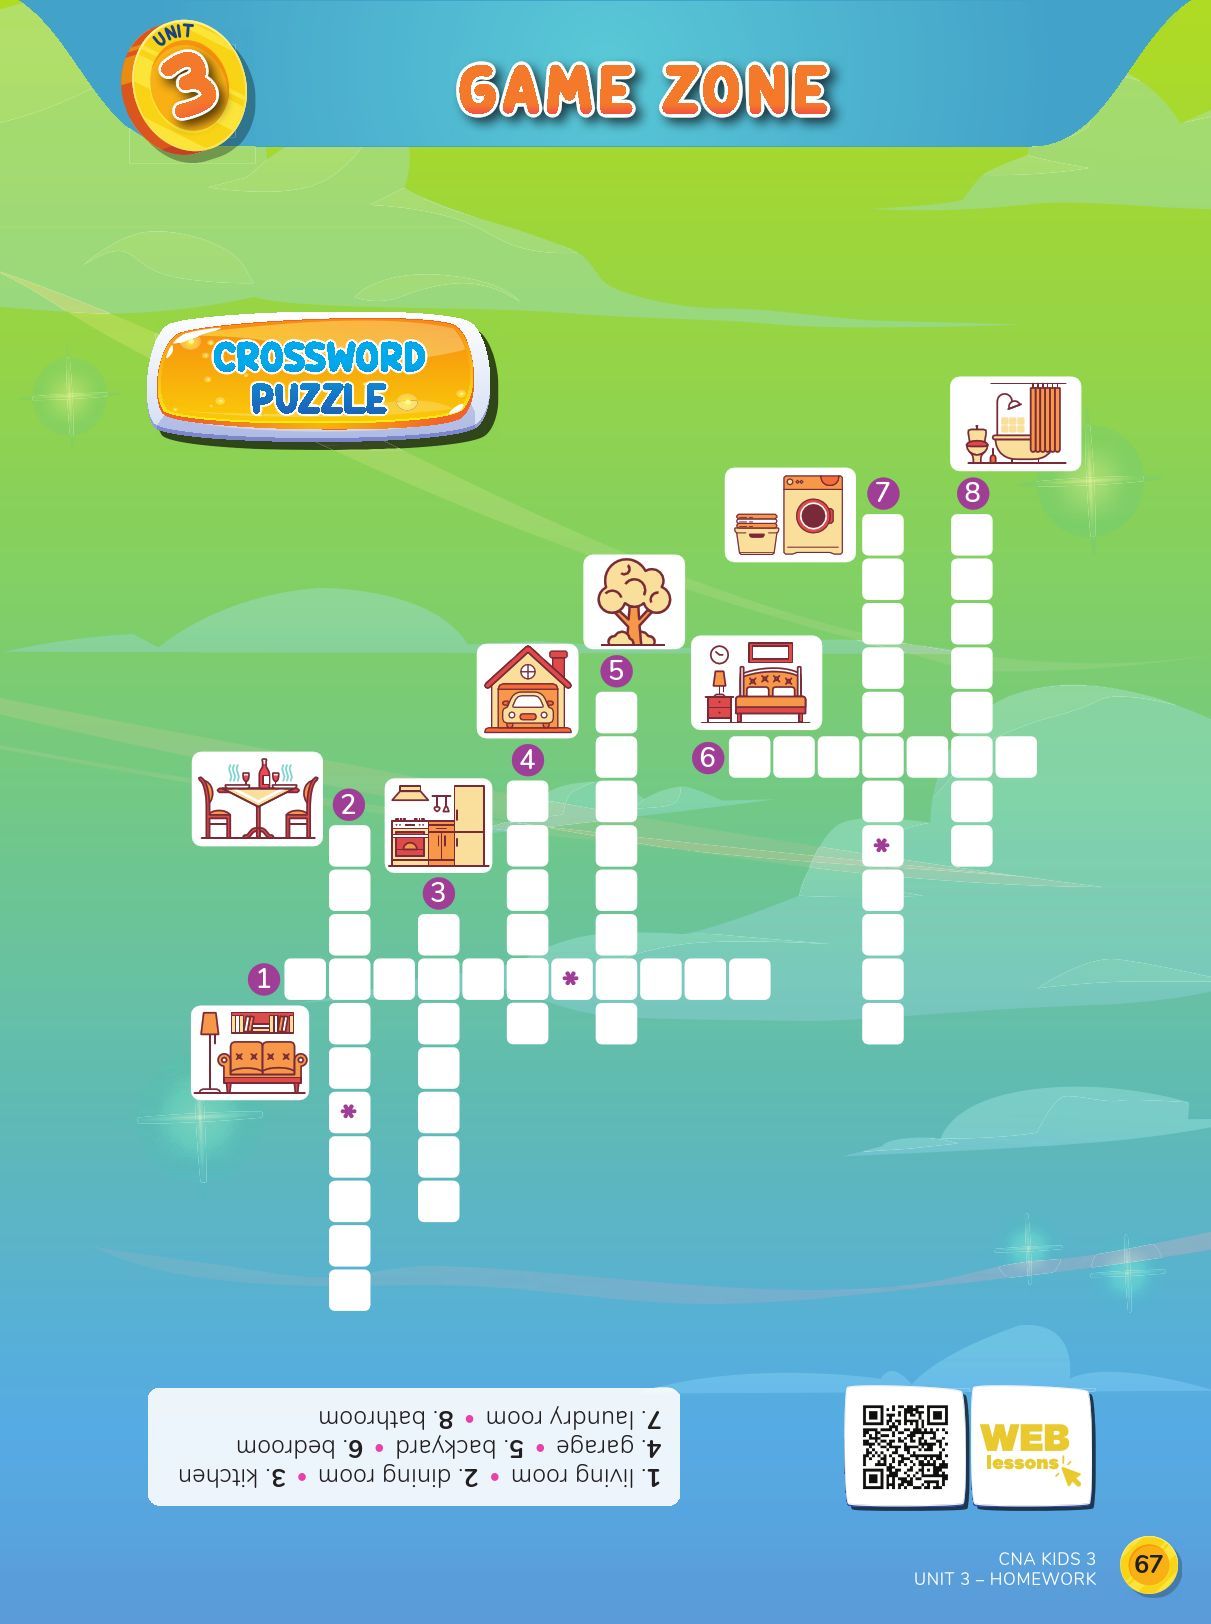 UNIT
3
GAME ZONE
CROSSWORD
PUZZLE
7
8
5
4
6
2
3
*
1
*
*
1. living room • 2. dining room • 3. kitchen
4. garage • 5. backyard • 6. bedroom
7. laundry room • 8. bathroom
WEB
lessons
CNA KIDS 3
UNIT 3 – HOMEWORK
67